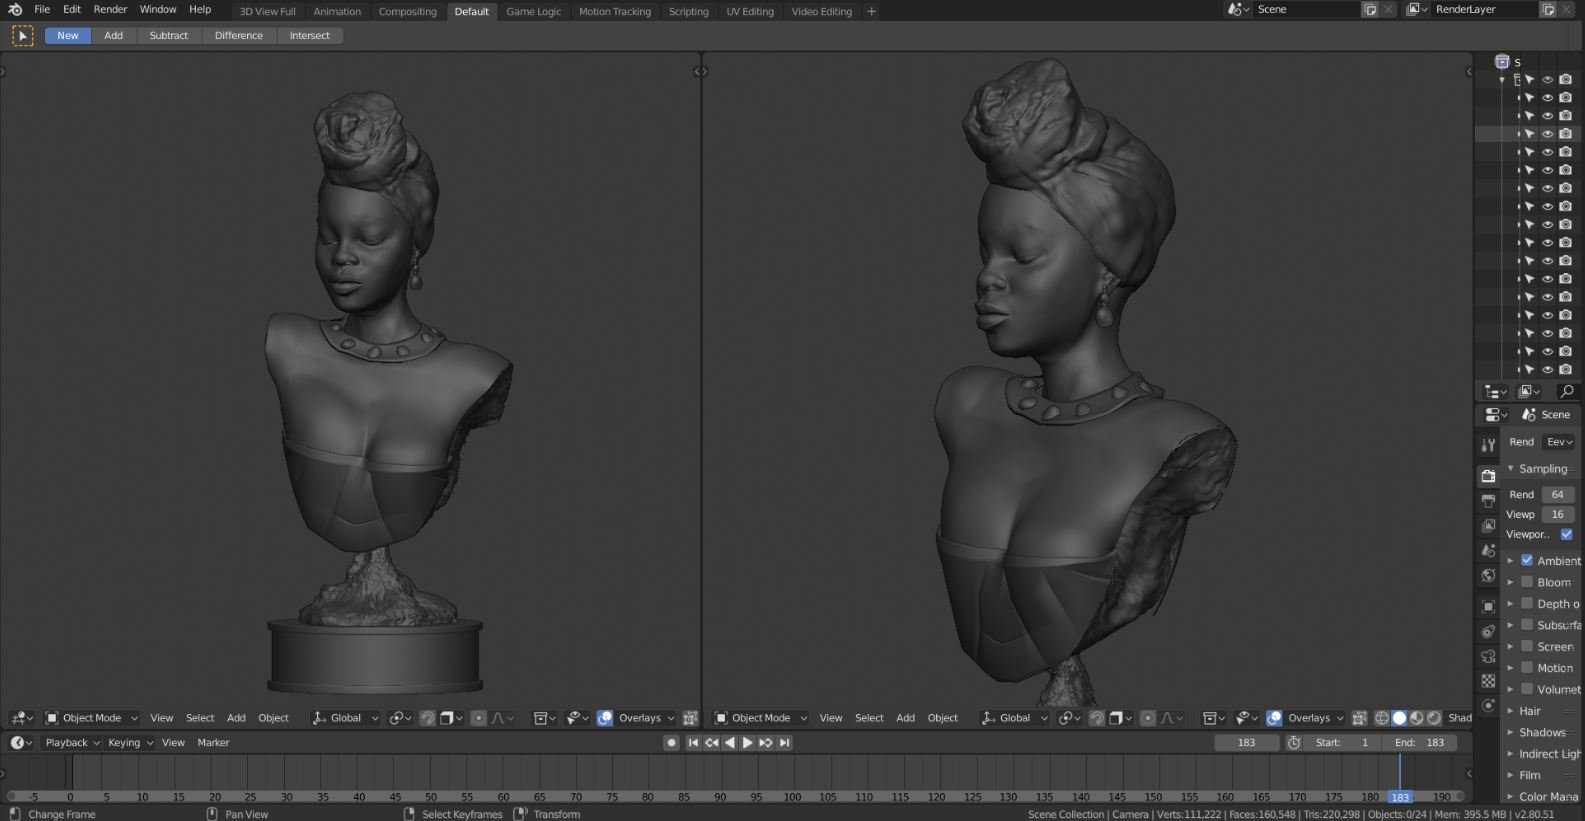 File Edit Render Window Help 3D View Full Animation Compositing Default Game Logic Motion Tracking Scripting UV Editing Video Editing + Scene RenderLayer
New Add Subtract Difference Intersect
S
Scene
Rend Eev
Sampling
Rend 64
Viewp 16
Viewpor..
Ambient
Bloom
Depth o
Subsurfa
Screen
Motion
Volumet
Hair
Shadows
Indirect Ligh
Film
Color Mana
Object Mode View Select Add Object Global Overlays
Object Mode View Select Add Object Global Overlays Shad
Playback Keying View Marker 183 Start: 1 End: 183
-5 0 5 10 15 20 25 30 35 40 45 50 55 60 65 70 75 80 85 90 95 100 105 110 115 120 125 130 135 140 145 150 155 160 165 170 175 180 183 190
Change Frame Pan View Select Keyframes Transform Scene Collection | Camera | Verts:111,222 | Faces:160,548 | Tris:220,298 | Objects:0/24 | Mem: 395.5 MB | v2.80.51